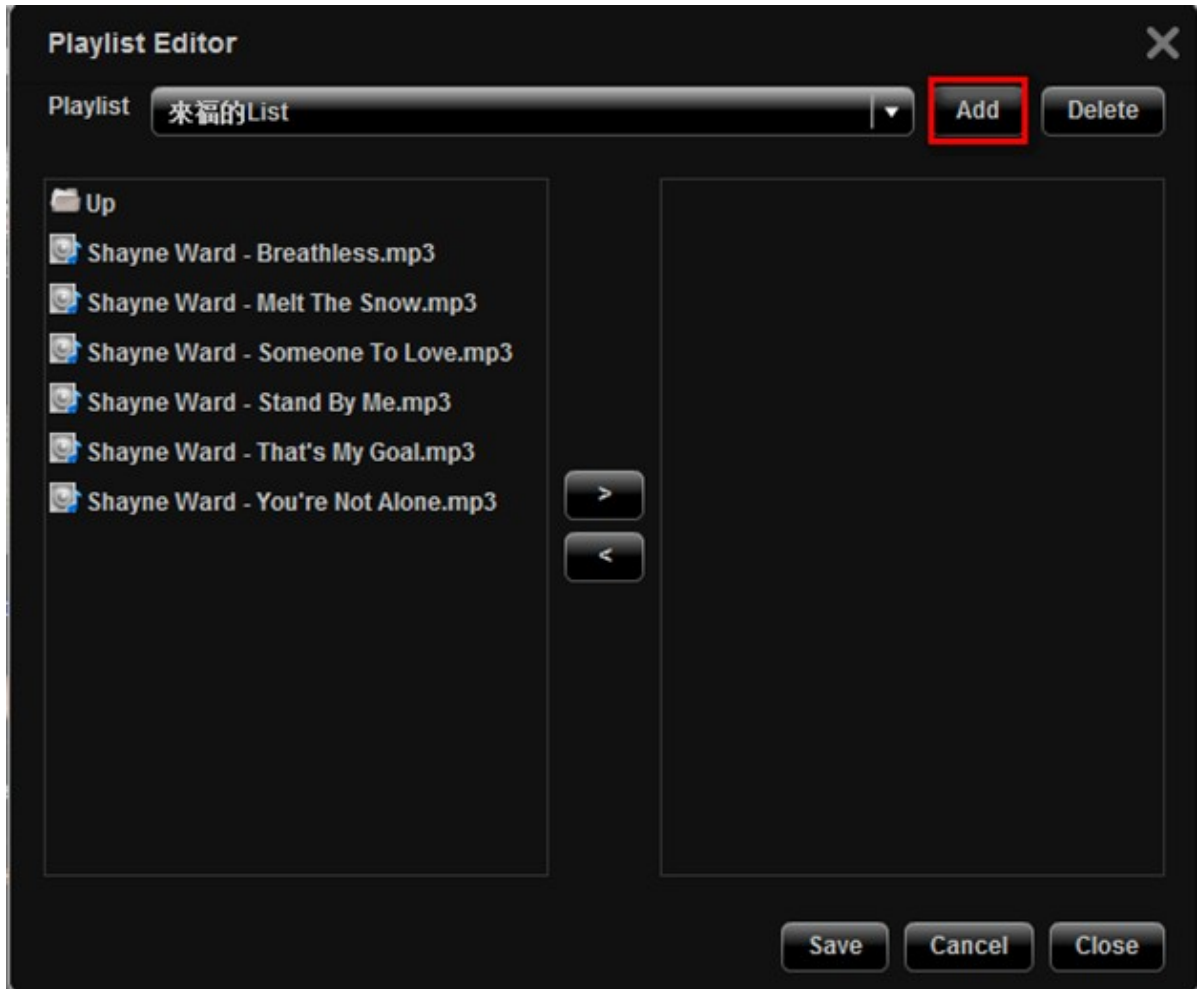 Playlist Editor
Playlist 來福的List Add Delete
Up
Shayne Ward - Breathless.mp3
Shayne Ward - Melt The Snow.mp3
Shayne Ward - Someone To Love.mp3
Shayne Ward - Stand By Me.mp3
Shayne Ward - That's My Goal.mp3
Shayne Ward - You're Not Alone.mp3
>
<
Save Cancel Close